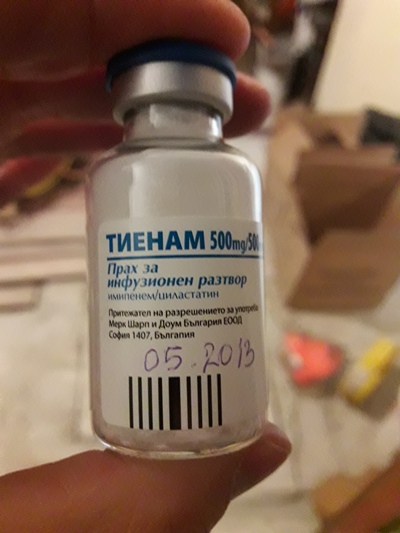 ТИЕНАМ 500mg/500
Прах за
инфузионен разтвор
имипенем/циластатин
Притежател на разрешението за употреба
Мерк Шарп и Доум България ЕООД
София 1407, България
05.2013